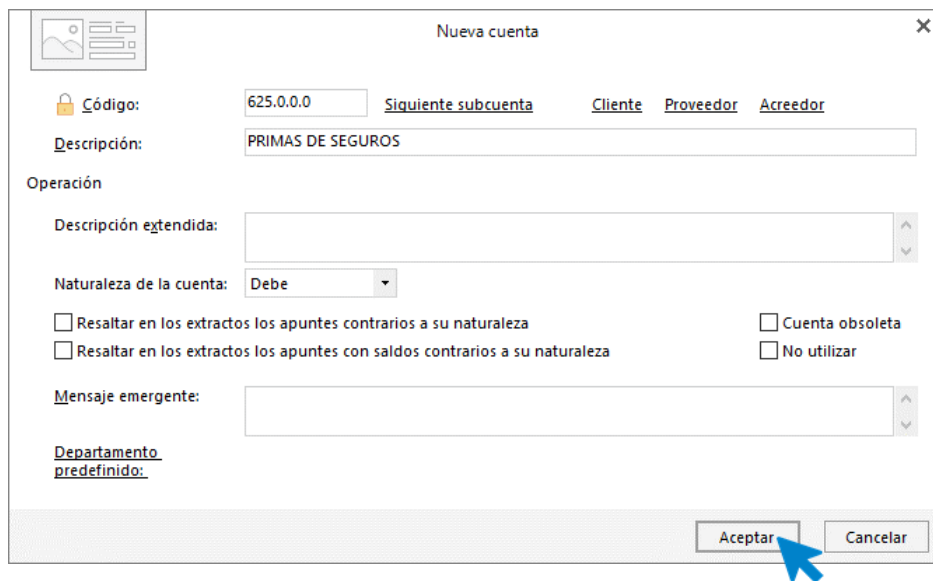 Nueva cuenta
Código: 625.0.0.0 Siguiente subcuenta Cliente Proveedor Acreedor
Descripción: PRIMAS DE SEGUROS
Operación
Descripción extendida:
Naturaleza de la cuenta: Debe
Resaltar en los extractos los apuntes contrarios a su naturaleza Cuenta obsoleta
Resaltar en los extractos los apuntes con saldos contrarios a su naturaleza No utilizar
Mensaje emergente:
Departamento
predefinido:
Aceptar Cancelar